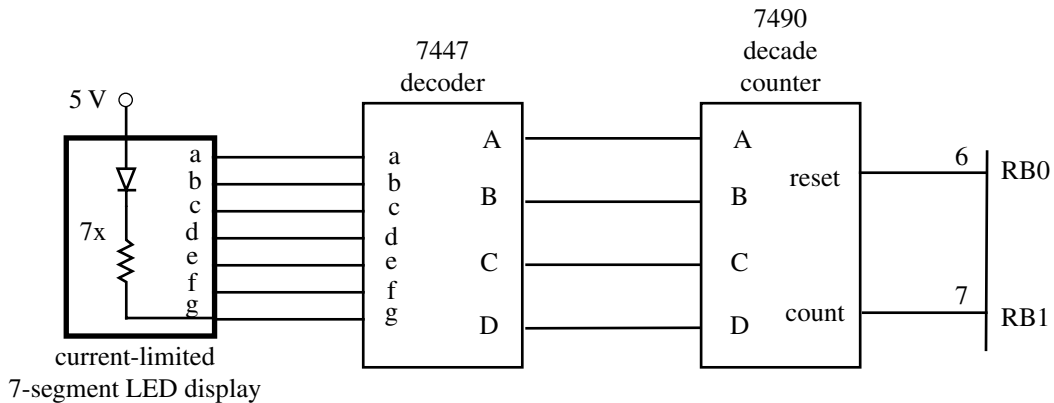 7490
decade
counter
7447
decoder
5 V
7x
a
b
c
d
e
f
g
a
b
c
d
e
f
g
A
B
C
D
A
B
C
D
reset
count
6
7
RB0
RB1
current-limited
7-segment LED display